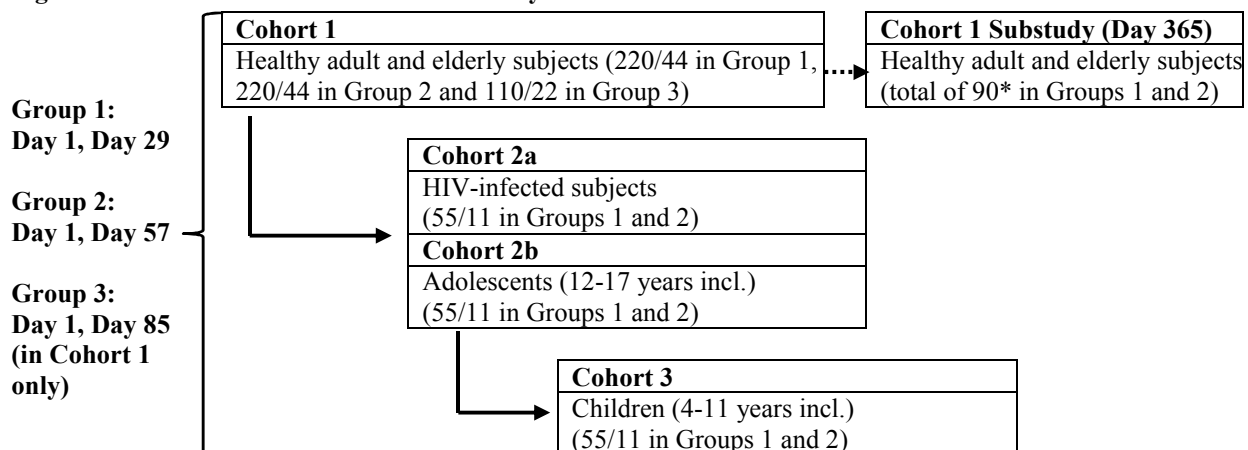 Cohort 1
Healthy adult and elderly subjects (220/44 in Group 1,
220/44 in Group 2 and 110/22 in Group 3)
Cohort 1 Substudy (Day 365)
Healthy adult and elderly subjects
(total of 90* in Groups 1 and 2)
Group 1:
Day 1, Day 29
Group 2:
Day 1, Day 57
Group 3:
Day 1, Day 85
(in Cohort 1
only)
Cohort 2a
HIV-infected subjects
(55/11 in Groups 1 and 2)
Cohort 2b
Adolescents (12-17 years incl.)
(55/11 in Groups 1 and 2)
Cohort 3
Children (4-11 years incl.)
(55/11 in Groups 1 and 2)